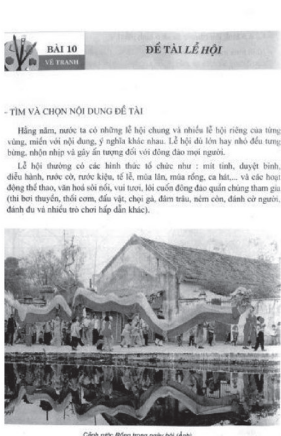 BÀI 10
VẼ TRANH
ĐỀ TÀI LỄ HỘI
- TÌM VÀ CHỌN NỘI DUNG ĐỀ TÀI
Hằng năm, nước ta có những lễ hội chung và nhiều lễ hội riêng của từng
vùng, miền với nội dung, ý nghĩa khác nhau. Lễ hội dù lớn hay nhỏ đều tưng
bừng, nhộn nhịp và gây ấn tượng đối với đông đảo mọi người.
Lễ hội thường có các hình thức tổ chức như : mít tinh, duyệt binh,
diễu hành, rước cờ, rước kiệu, tế lễ, múa lân, múa rồng, ca hát,... và các hoạt
động thể thao, văn hoá sôi nổi, vui tươi, lôi cuốn đông đảo quần chúng tham gia
(thi bơi thuyền, thổi cơm, đấu vật, chọi gà, đâm trâu, ném còn, đánh cờ người,
đánh đu và nhiều trò chơi hấp dẫn khác).
Cảnh rước Rồng trong ngày hội